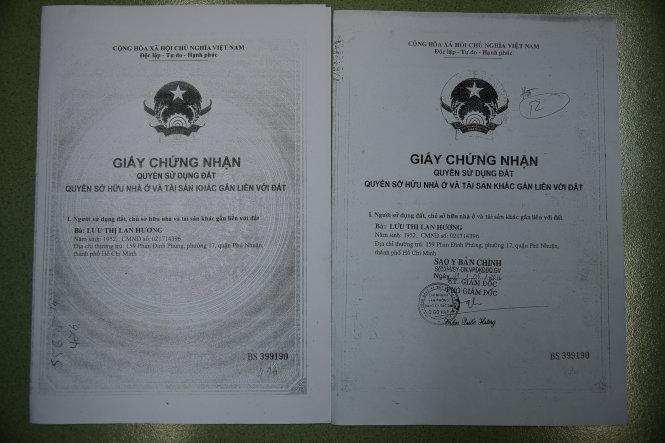 CỘNG HÒA XÃ HỘI CHỦ NGHĨA VIỆT NAM
Độc lập - Tự do - Hạnh phúc
GIẤY CHỨNG NHẬN
QUYỀN SỬ DỤNG ĐẤT
QUYỀN SỞ HỮU NHÀ Ở VÀ TÀI SẢN KHÁC GẮN LIỀN VỚI ĐẤT
I. Người sử dụng đất, chủ sở hữu nhà và tài sản khác gắn liền với đất
Bà: LƯU THỊ LAN HƯƠNG
Năm sinh: 1952, CMND số: 021714396
Địa chỉ thường trú: 159 Phan Đình Phùng, phường 17, quận Phú Nhuận,
thành phố Hồ Chí Minh
BS 399190
CỘNG HÒA XÃ HỘI CHỦ NGHĨA VIỆT NAM
Độc lập - Tự do - Hạnh phúc
GIẤY CHỨNG NHẬN
QUYỀN SỬ DỤNG ĐẤT
QUYỀN SỞ HỮU NHÀ Ở VÀ TÀI SẢN KHÁC GẮN LIỀN VỚI ĐẤT
I. Người sử dụng đất, chủ sở hữu nhà và tài sản khác gắn liền với đất
Bà: LƯU THỊ LAN HƯƠNG
Năm sinh: 1952, CMND số: 021714396
Địa chỉ thường trú: 159 Phan Đình Phùng, phường 17, quận Phú Nhuận,
thành phố Hồ Chí Minh
SAO Y BẢN CHÍNH
Ngày
KT. GIÁM ĐỐC
PHÓ GIÁM ĐỐC
Trần Quốc Hương
BS 399190